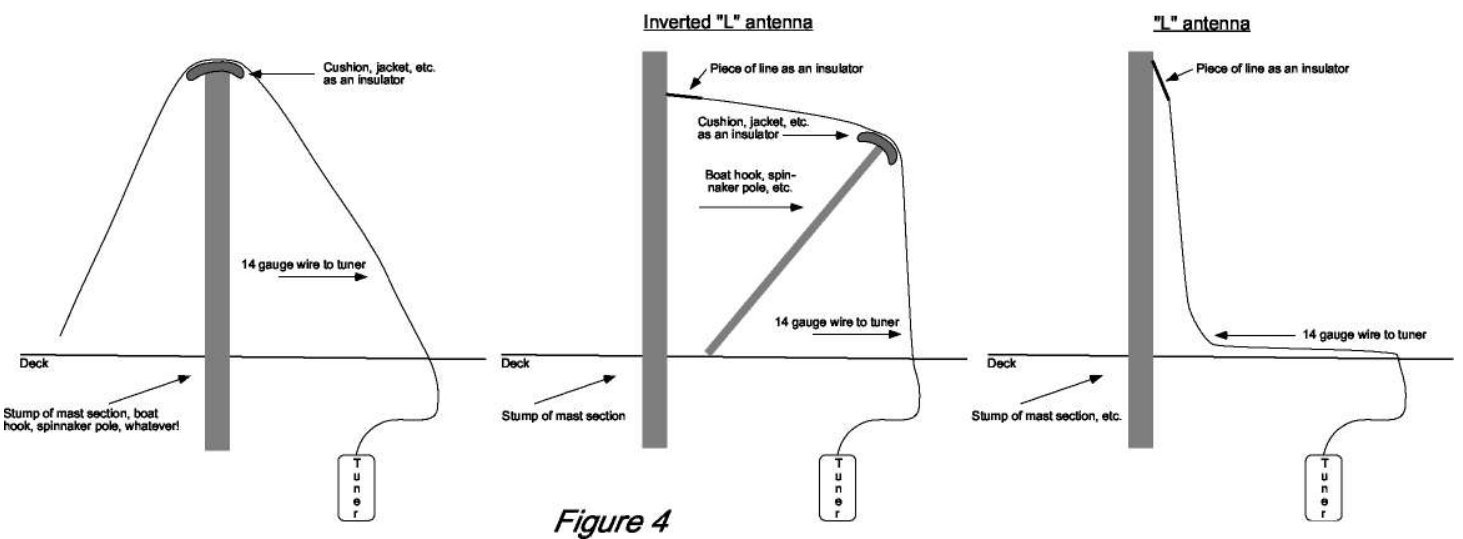 Cushion, jacket, etc.
as an insulator
14 gauge wire to tuner
Deck
Stump of mast section, boat
hook, spinnaker pole, whatever!
Tuner
Inverted "L" antenna
Piece of line as an insulator
Cushion, jacket, etc.
as an insulator
Boat hook, spin-
naker pole, etc.
14 gauge wire to tuner
Deck
Stump of mast section
Tuner
"L" antenna
Piece of line as an insulator
14 gauge wire to tuner
Deck
Stump of mast section, etc.
Tuner
Figure 4